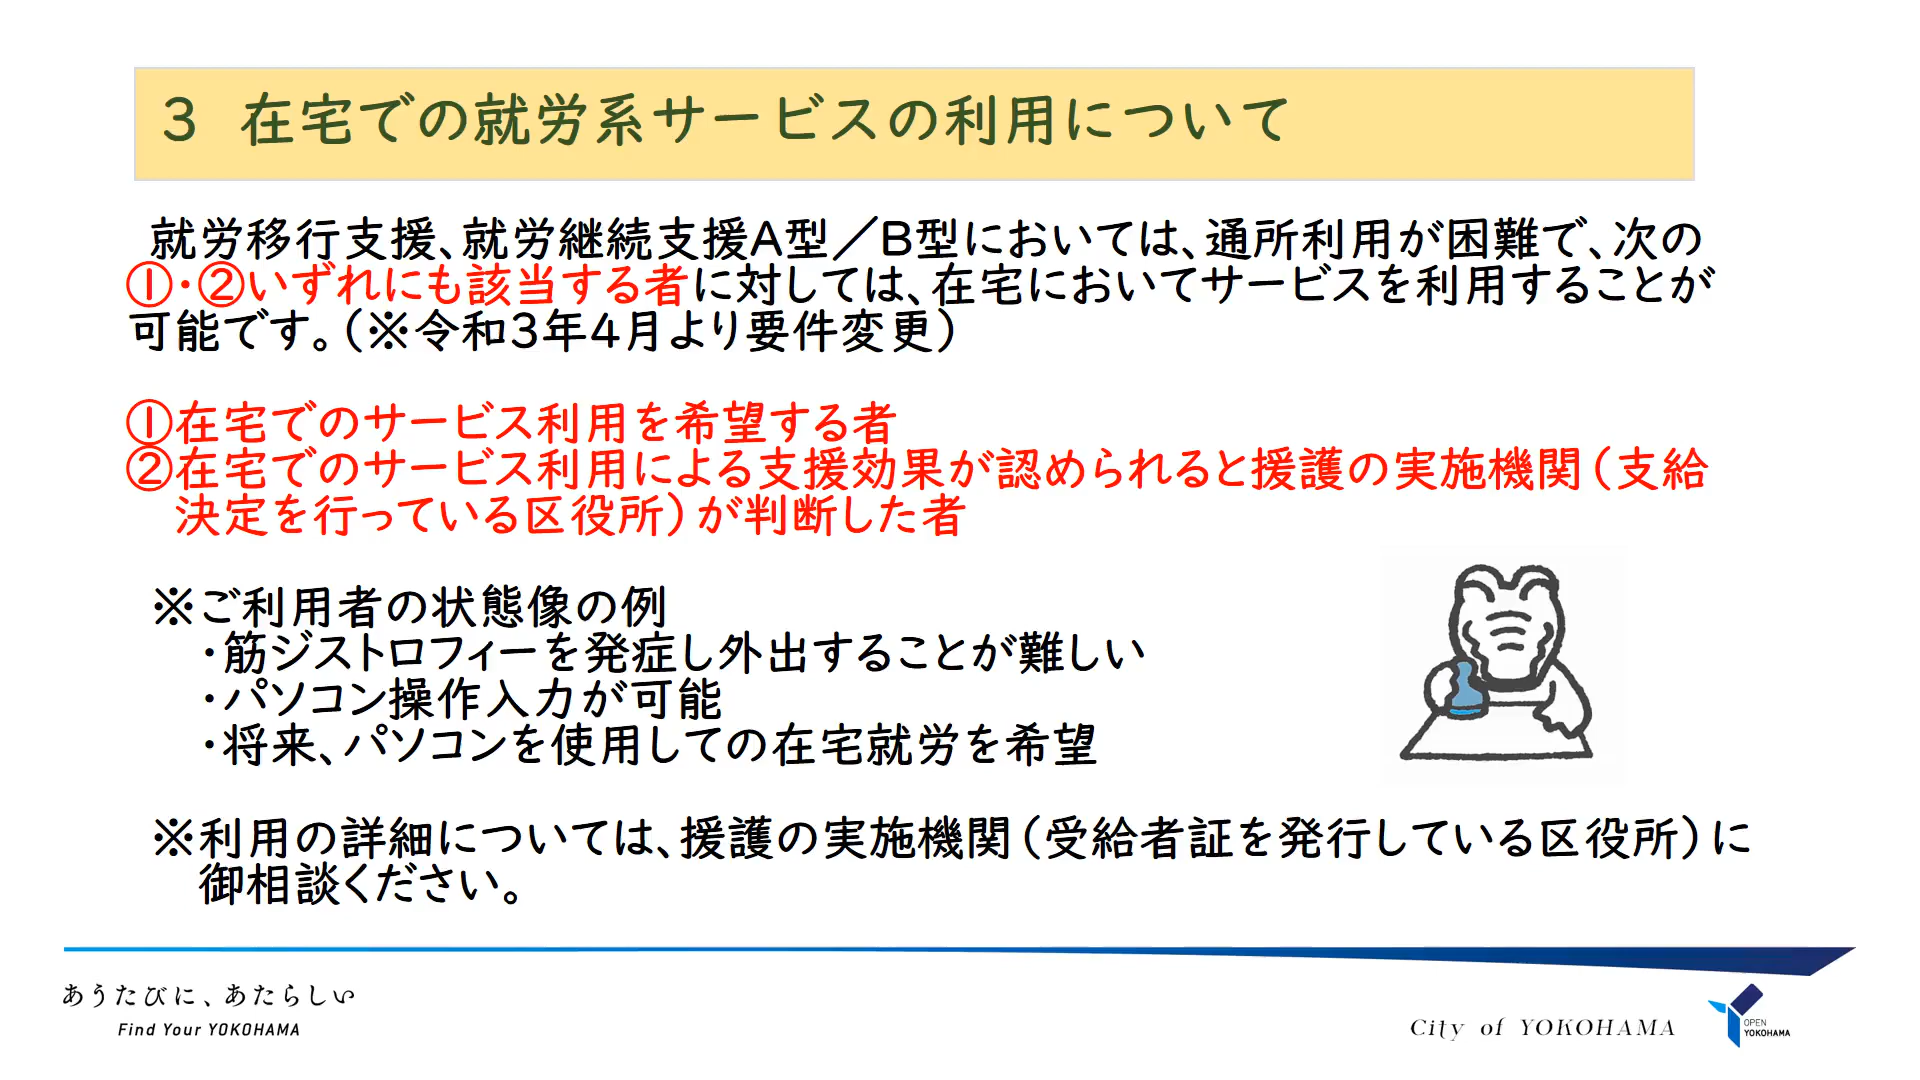 ３　在宅での就労系サービスの利用について
就労移行支援、就労継続支援A型／B型においては、通所利用が困難で、次の
①・②いずれにも該当する者に対しては、在宅においてサービスを利用することが
可能です。（※令和3年4月より要件変更）
①在宅でのサービス利用を希望する者
②在宅でのサービス利用による支援効果が認められると援護の実施機関（支給
決定を行っている区役所）が判断した者
※ご利用者の状態像の例
・筋ジストロフィーを発症し外出することが難しい
・パソコン操作入力が可能
・将来、パソコンを使用しての在宅就労を希望
※利用の詳細については、援護の実施機関（受給者証を発行している区役所）に
御相談ください。
あうたびに、あたらしい
Find Your YOKOHAMA
City of YOKOHAMA
OPEN
YOKOHAMA